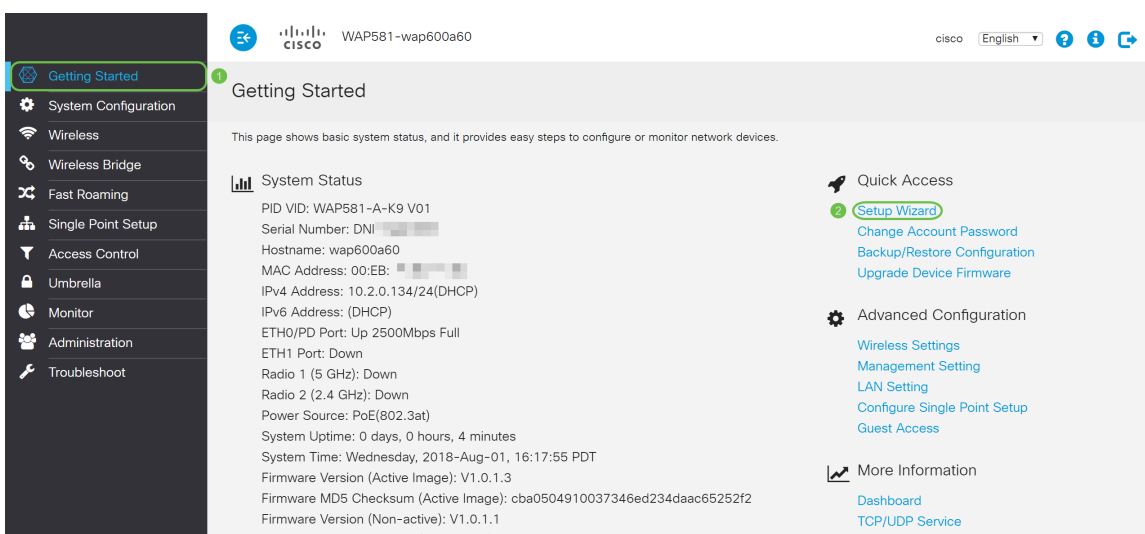 CISCO
WAP581-wap600a60
cisco
English
Getting Started
System Configuration
Wireless
Wireless Bridge
Fast Roaming
Single Point Setup
Access Control
Umbrella
Monitor
Administration
Troubleshoot
1
Getting Started
This page shows basic system status, and it provides easy steps to configure or monitor network devices.
System Status
PID VID: WAP581-A-K9 V01
Serial Number: DNI
Hostname: wap600a60
MAC Address: 00:EB:
IPv4 Address: 10.2.0.134/24(DHCP)
IPv6 Address: (DHCP)
ETH0/PD Port: Up 2500Mbps Full
ETH1 Port: Down
Radio 1 (5 GHz): Down
Radio 2 (2.4 GHz): Down
Power Source: PoE(802.3at)
System Uptime: 0 days, 0 hours, 4 minutes
System Time: Wednesday, 2018-Aug-01, 16:17:55 PDT
Firmware Version (Active Image): V1.0.1.3
Firmware MD5 Checksum (Active Image): cba0504910037346ed234daac65252f2
Firmware Version (Non-active): V1.0.1.1
Quick Access
2 Setup Wizard
Change Account Password
Backup/Restore Configuration
Upgrade Device Firmware
Advanced Configuration
Wireless Settings
Management Setting
LAN Setting
Configure Single Point Setup
Guest Access
More Information
Dashboard
TCP/UDP Service